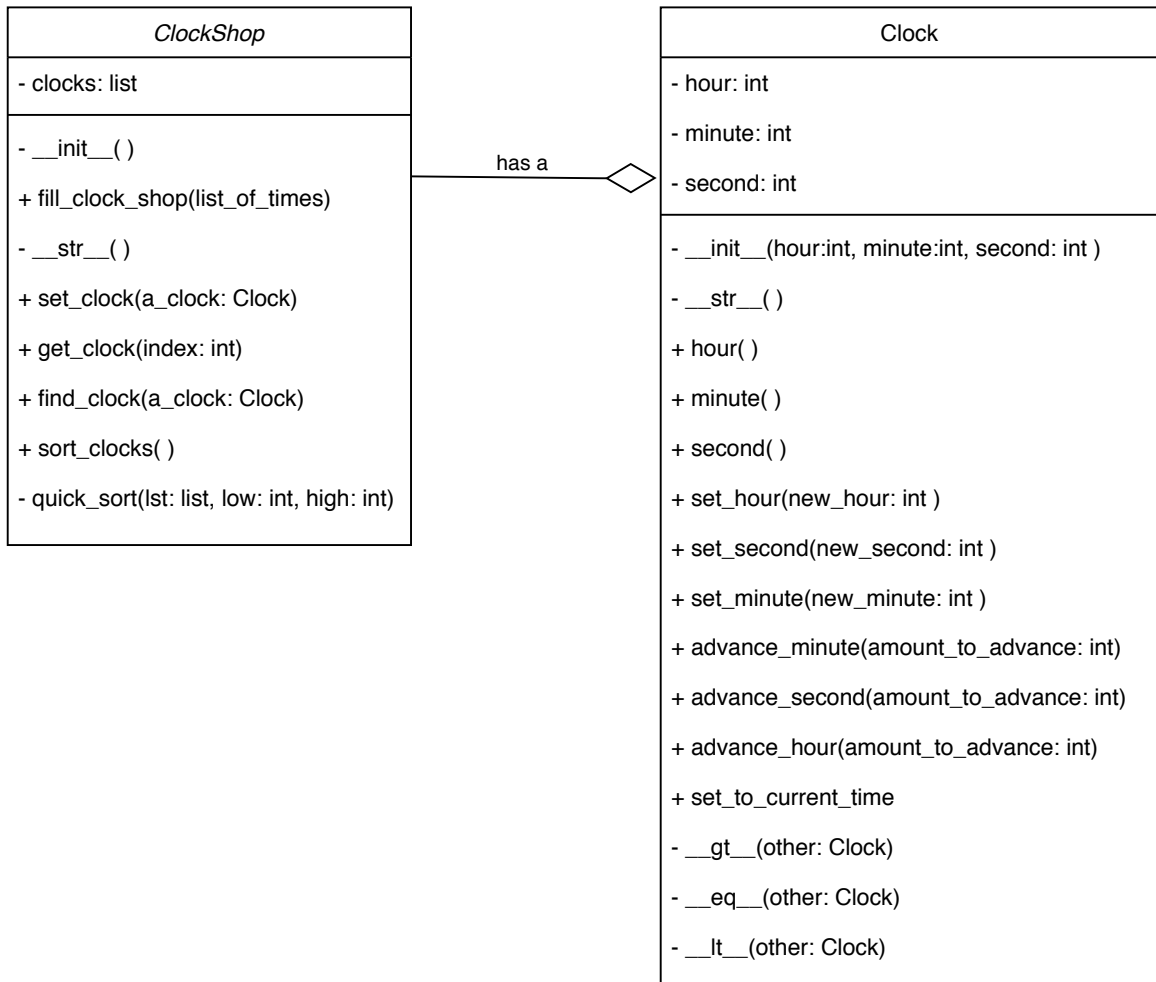 ClockShop
- clocks: list
- __init__( )
+ fill_clock_shop(list_of_times)
- __str__( )
+ set_clock(a_clock: Clock)
+ get_clock(index: int)
+ find_clock(a_clock: Clock)
+ sort_clocks( )
- quick_sort(lst: list, low: int, high: int)
has a
Clock
- hour: int
- minute: int
- second: int
- __init__(hour:int, minute:int, second: int )
- __str__( )
+ hour( )
+ minute( )
+ second( )
+ set_hour(new_hour: int )
+ set_second(new_second: int )
+ set_minute(new_minute: int )
+ advance_minute(amount_to_advance: int)
+ advance_second(amount_to_advance: int)
+ advance_hour(amount_to_advance: int)
+ set_to_current_time
- __gt__(other: Clock)
- __eq__(other: Clock)
- __lt__(other: Clock)